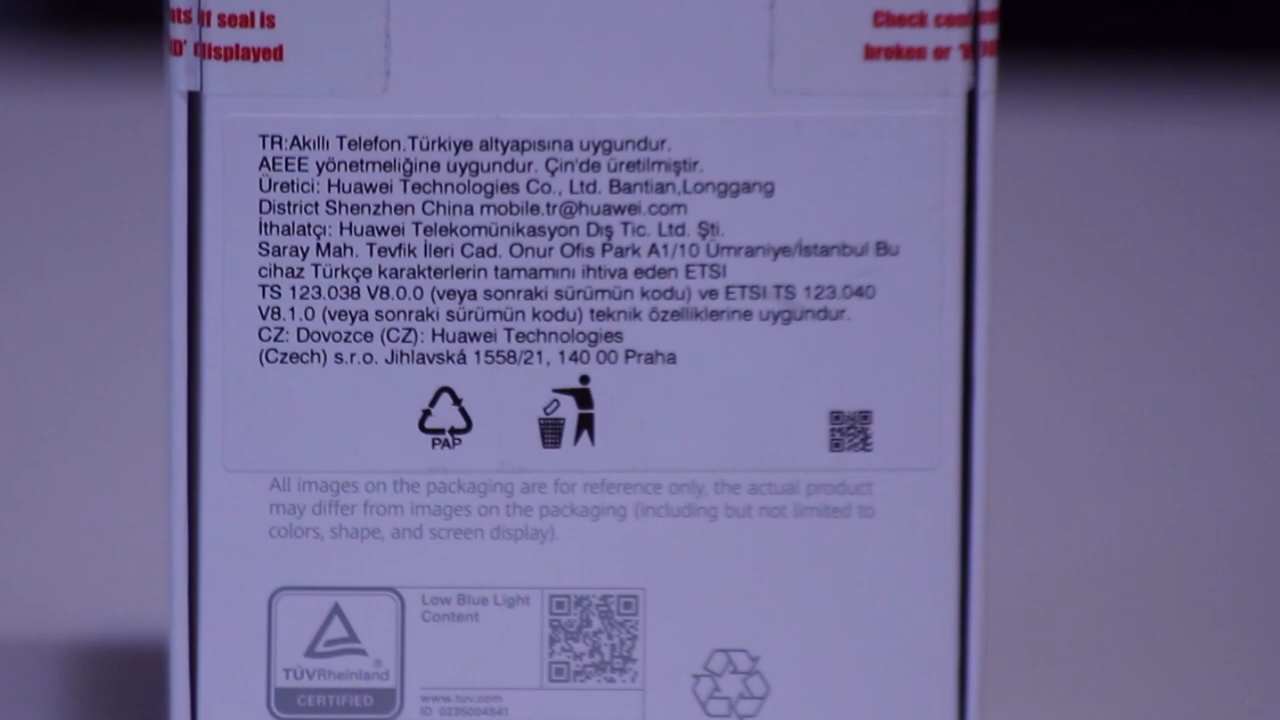 nts if seal is
D' displayed
Check con
broken or 'V
TR:Akıllı Telefon.Türkiye altyapısına uygundur.
AEEE yönetmeliğine uygundur. Çin'de üretilmiştir.
Üretici: Huawei Technologies Co., Ltd. Bantian,Longgang
District Shenzhen China mobile.tr@huawei.com
İthalatçı: Huawei Telekomünikasyon Dış Tic. Ltd. Şti.
Saray Mah. Tevfik İleri Cad. Onur Ofis Park A1/10 Ümraniye/İstanbul Bu
cihaz Türkçe karakterlerin tamamını ihtiva eden ETSI
TS 123.038 V8.0.0 (veya sonraki sürümün kodu) ve ETSI TS 123.040
V8.1.0 (veya sonraki sürümün kodu) teknik özelliklerine uygundur.
CZ: Dovozce (CZ): Huawei Technologies
(Czech) s.r.o. Jihlavská 1558/21, 140 00 Praha
PAP
All images on the packaging are for reference only, the actual product
may differ from images on the packaging (including but not limited to
colors, shape, and screen display).
Low Blue Light
Content
TÜVRheinland®
CERTIFIED
www.tuv.com
ID 0235004941